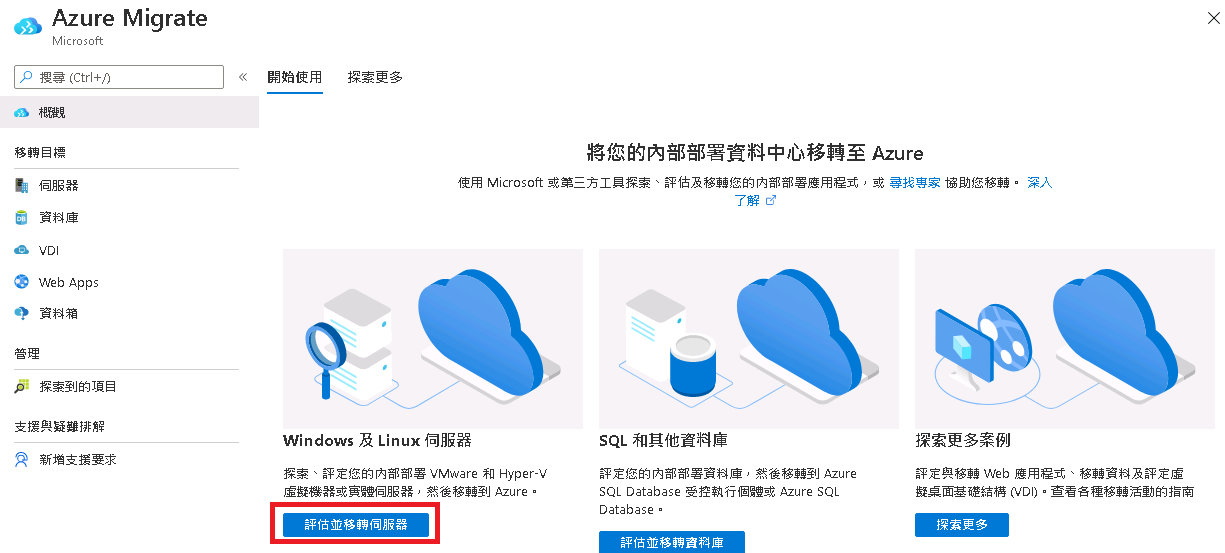 Azure Migrate
Microsoft
搜尋 (Ctrl+/)
«
開始使用
探索更多
概觀
移轉目標
伺服器
資料庫
VDI
Web Apps
資料箱
管理
探索到的項目
支援與疑難排解
新增支援要求
將您的內部部署資料中心移轉至 Azure
使用 Microsoft 或第三方工具探索、評估及移轉您的內部部署應用程式，或 尋找專家 協助您移轉。 深入
了解
Windows 及 Linux 伺服器
探索、評定您的內部部署 VMware 和 Hyper-V
虛擬機器或實體伺服器，然後移轉到 Azure。
評估並移轉伺服器
SQL 和其他資料庫
評定您的內部部署資料庫，然後移轉到 Azure
SQL Database 受控執行個體或 Azure SQL
Database。
評估並移轉資料庫
探索更多案例
評定與移轉 Web 應用程式、移轉資料及評定虛
擬桌面基礎結構 (VDI)。查看各種移轉活動的指南
探索更多